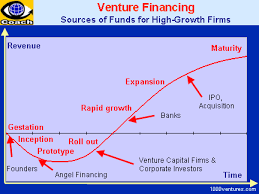 Venture Financing
Sources of Funds for High-Growth Firms
Coach
Revenue
Maturity
Expansion
IPO,
Acquisition
Rapid growth
Banks
Gestation
Inception
Roll out
Prototype
Founders
Angel Financing
Venture Capital Firms &
Corporate Investors
Time
1000ventures.com